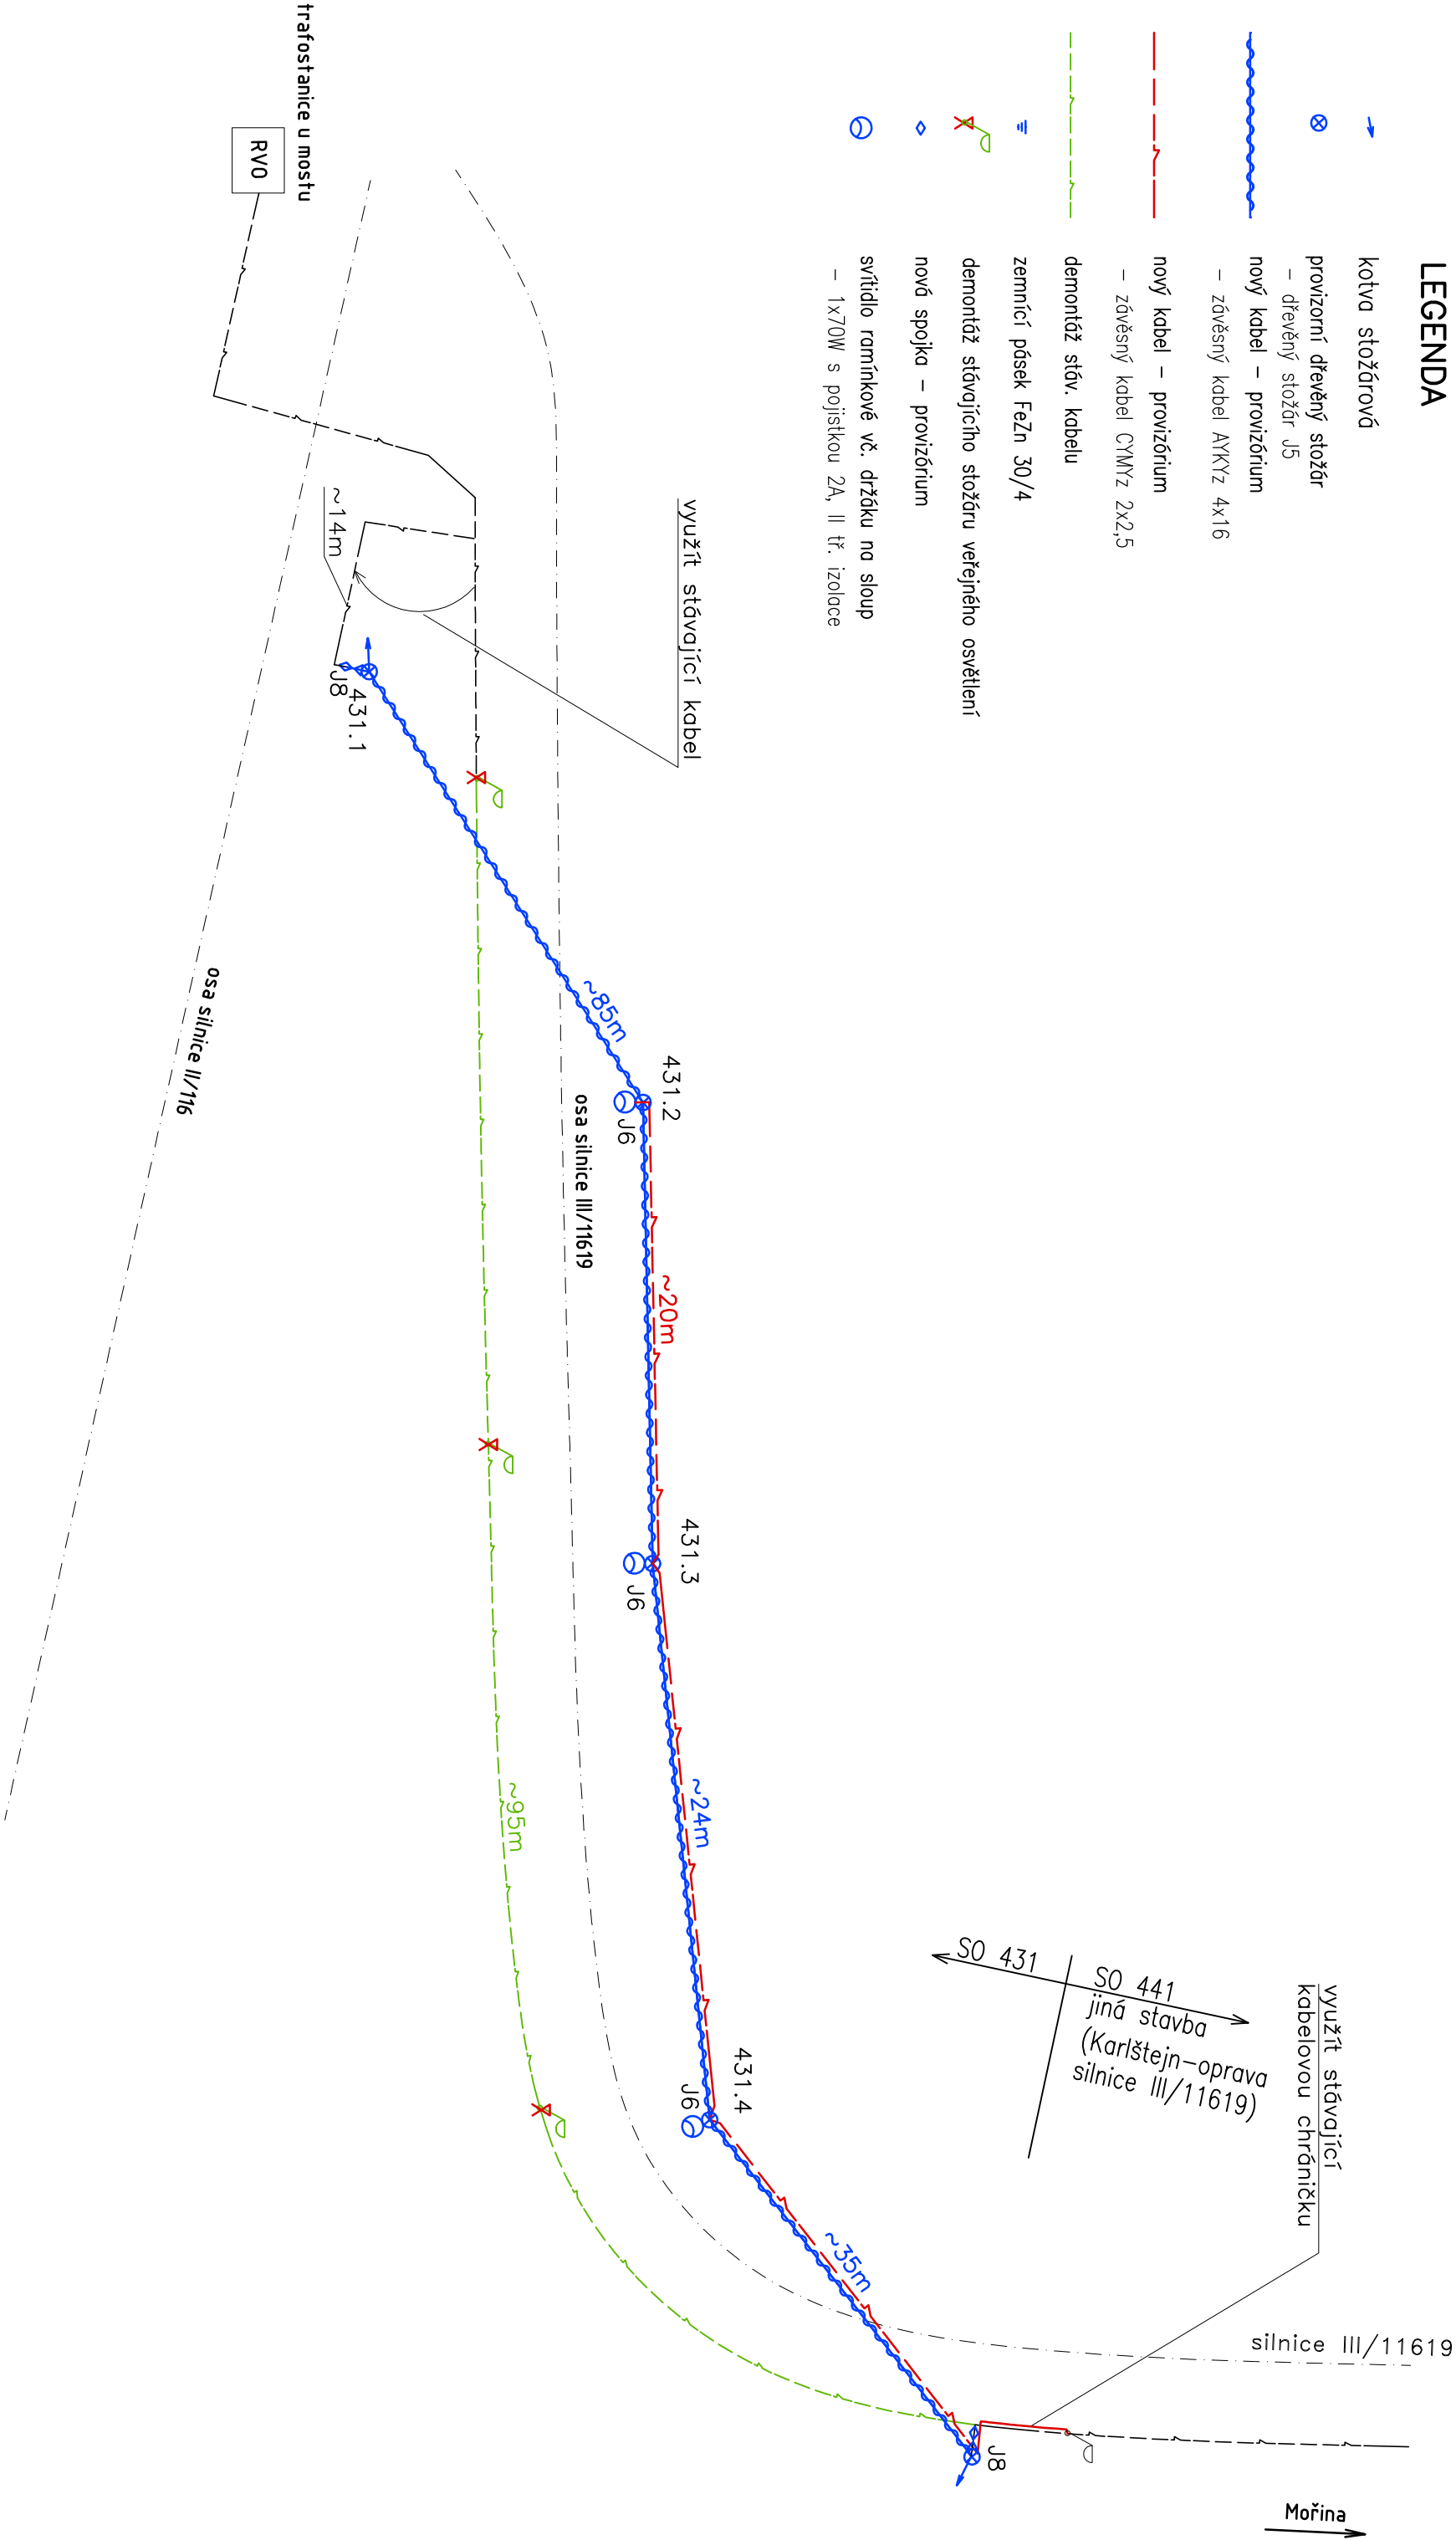 LEGENDA
kotva stožárová
provizorní dřevěný stožár
- dřevěný stožár J5
nový kabel - provizórium
- závěsný kabel AYKYz 4x16
nový kabel - provizórium
- závěsný kabel CYMYz 2x2,5
demontáž stáv. kabelu
zemnící pásek FeZn 30/4
demontáž stávajícího stožáru veřejného osvětlení
nová spojka - provizórium
svítidlo ramínkové vč. držáku na sloup
- 1x70W s pojistkou 2A, II tř. izolace
trafostanice u mostu
RVO
~14m
využít stávající kabel
J8
431.1
~85m
431.2
J6
osa silnice III/11619
osa silnice II/116
~20m
431.3
J6
~24m
~95m
431.4
J6
~35m
SO 431
SO 441
jiná stavba
(Karlštejn-oprava
silnice III/11619)
využít stávající
kabelovou chráničku
silnice III/11619
J8
Mořina